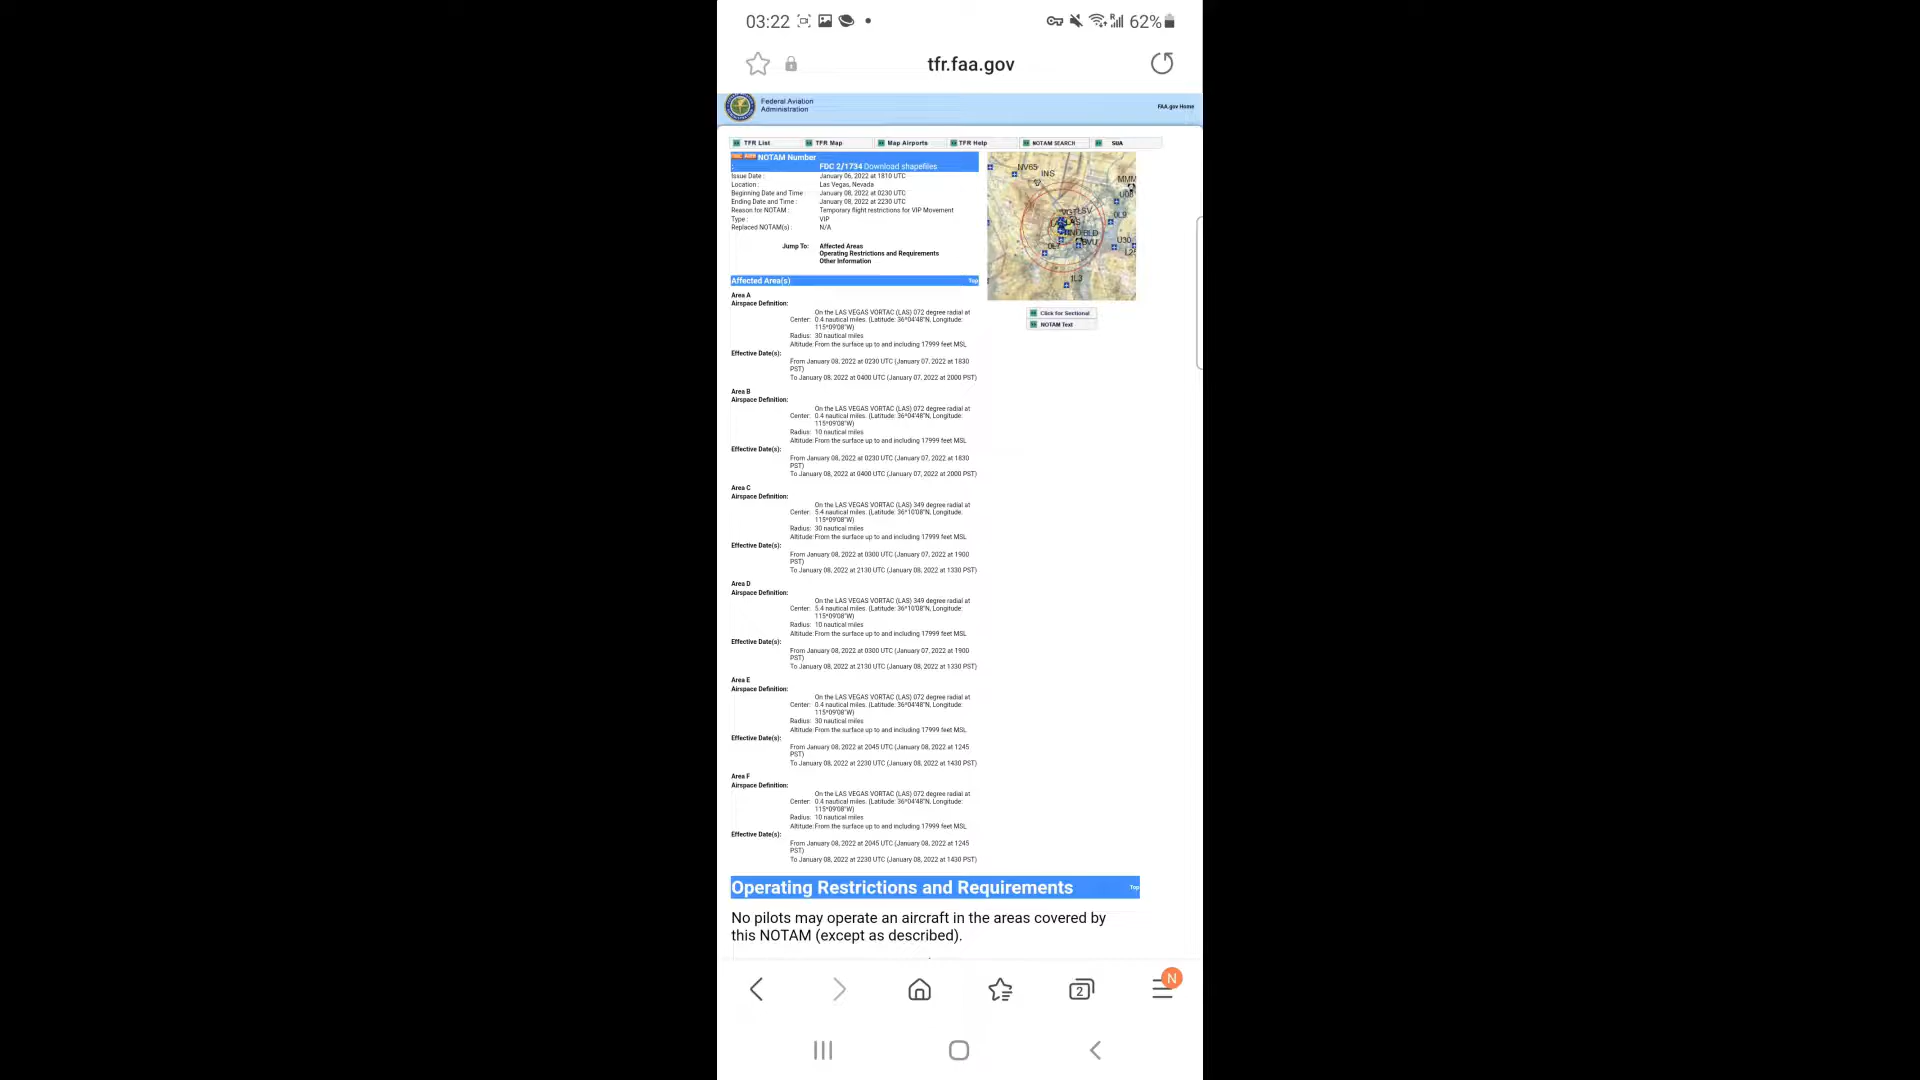 03:22
62%
tfr.faa.gov
Federal Aviation
Administration
FAA.gov Home
TFR List
TFR Map
Map Airports
TFR Help
NOTAM SEARCH
SUA
NOTAM Number
:
FDC 2/1734 Download shapefiles
Issue Date : January 06, 2022 at 1810 UTC
Location : Las Vegas, Nevada
Beginning Date and Time : January 08, 2022 at 0230 UTC
Ending Date and Time : January 08, 2022 at 2230 UTC
Reason for NOTAM : Temporary flight restrictions for VIP Movement
Type : VIP
Replaced NOTAM(s) : N/A
Jump To: Affected Areas
Operating Restrictions and Requirements
Other Information
NV65
INS
MMM
U08
0L9
LAS
BVU
U30
1L3
Click for Sectional
NOTAM Text
Affected Area(s) Top
Area A
Airspace Definition:
On the LAS VEGAS VORTAC (LAS) 072 degree radial at
Center: 0.4 nautical miles. (Latitude: 36º04'48"N, Longitude:
115º09'08"W)
Radius: 30 nautical miles
Altitude: From the surface up to and including 17999 feet MSL
Effective Date(s):
From January 08, 2022 at 0230 UTC (January 07, 2022 at 1830
PST)
To January 08, 2022 at 0400 UTC (January 07, 2022 at 2000 PST)
Area B
Airspace Definition:
On the LAS VEGAS VORTAC (LAS) 072 degree radial at
Center: 0.4 nautical miles. (Latitude: 36º04'48"N, Longitude:
115º09'08"W)
Radius: 10 nautical miles
Altitude: From the surface up to and including 17999 feet MSL
Effective Date(s):
From January 08, 2022 at 0230 UTC (January 07, 2022 at 1830
PST)
To January 08, 2022 at 0400 UTC (January 07, 2022 at 2000 PST)
Area C
Airspace Definition:
On the LAS VEGAS VORTAC (LAS) 349 degree radial at
Center: 5.4 nautical miles. (Latitude: 36º10'08"N, Longitude:
115º09'08"W)
Radius: 30 nautical miles
Altitude: From the surface up to and including 17999 feet MSL
Effective Date(s):
From January 08, 2022 at 0300 UTC (January 07, 2022 at 1900
PST)
To January 08, 2022 at 2130 UTC (January 08, 2022 at 1330 PST)
Area D
Airspace Definition:
On the LAS VEGAS VORTAC (LAS) 349 degree radial at
Center: 5.4 nautical miles. (Latitude: 36º10'08"N, Longitude:
115º09'08"W)
Radius: 10 nautical miles
Altitude: From the surface up to and including 17999 feet MSL
Effective Date(s):
From January 08, 2022 at 0300 UTC (January 07, 2022 at 1900
PST)
To January 08, 2022 at 2130 UTC (January 08, 2022 at 1330 PST)
Area E
Airspace Definition:
On the LAS VEGAS VORTAC (LAS) 072 degree radial at
Center: 0.4 nautical miles. (Latitude: 36º04'48"N, Longitude:
115º09'08"W)
Radius: 30 nautical miles
Altitude: From the surface up to and including 17999 feet MSL
Effective Date(s):
From January 08, 2022 at 2045 UTC (January 08, 2022 at 1245
PST)
To January 08, 2022 at 2230 UTC (January 08, 2022 at 1430 PST)
Area F
Airspace Definition:
On the LAS VEGAS VORTAC (LAS) 072 degree radial at
Center: 0.4 nautical miles. (Latitude: 36º04'48"N, Longitude:
115º09'08"W)
Radius: 10 nautical miles
Altitude: From the surface up to and including 17999 feet MSL
Effective Date(s):
From January 08, 2022 at 2045 UTC (January 08, 2022 at 1245
PST)
To January 08, 2022 at 2230 UTC (January 08, 2022 at 1430 PST)
Operating Restrictions and Requirements Top
No pilots may operate an aircraft in the areas covered by
this NOTAM (except as described).
2
N